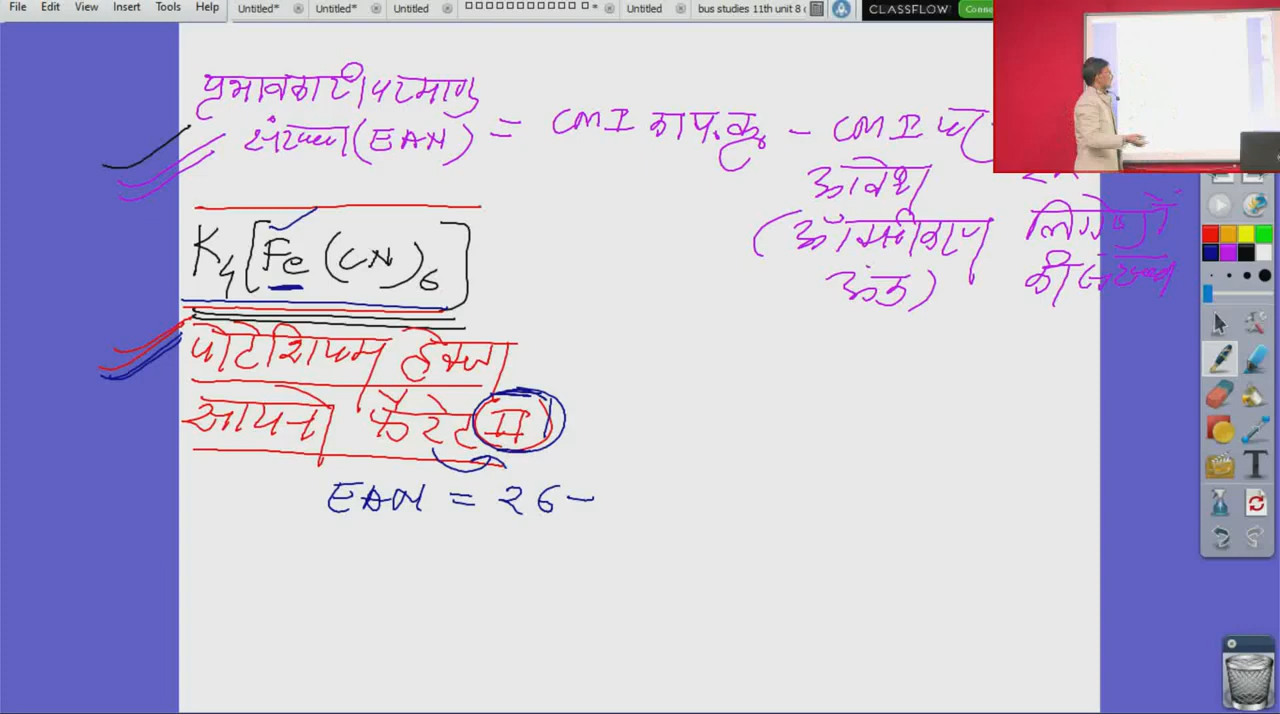 File Edit View Insert Tools Help
Untitled* Untitled* Untitled Untitled bus studies 11th unit 8 c CLASSFLOW Conne
प्रभावकारी परमाणु
संख्या (EAN) = CMI का प.क्र. - CMI प
आवेश
(ऑक्सीकरण लिगेण्डों
अंक) की संख्या
K4[Fe(CN)6]
पोटेशियम हेक्सा
सायनो फैरेट II
EAN = 26 -
T